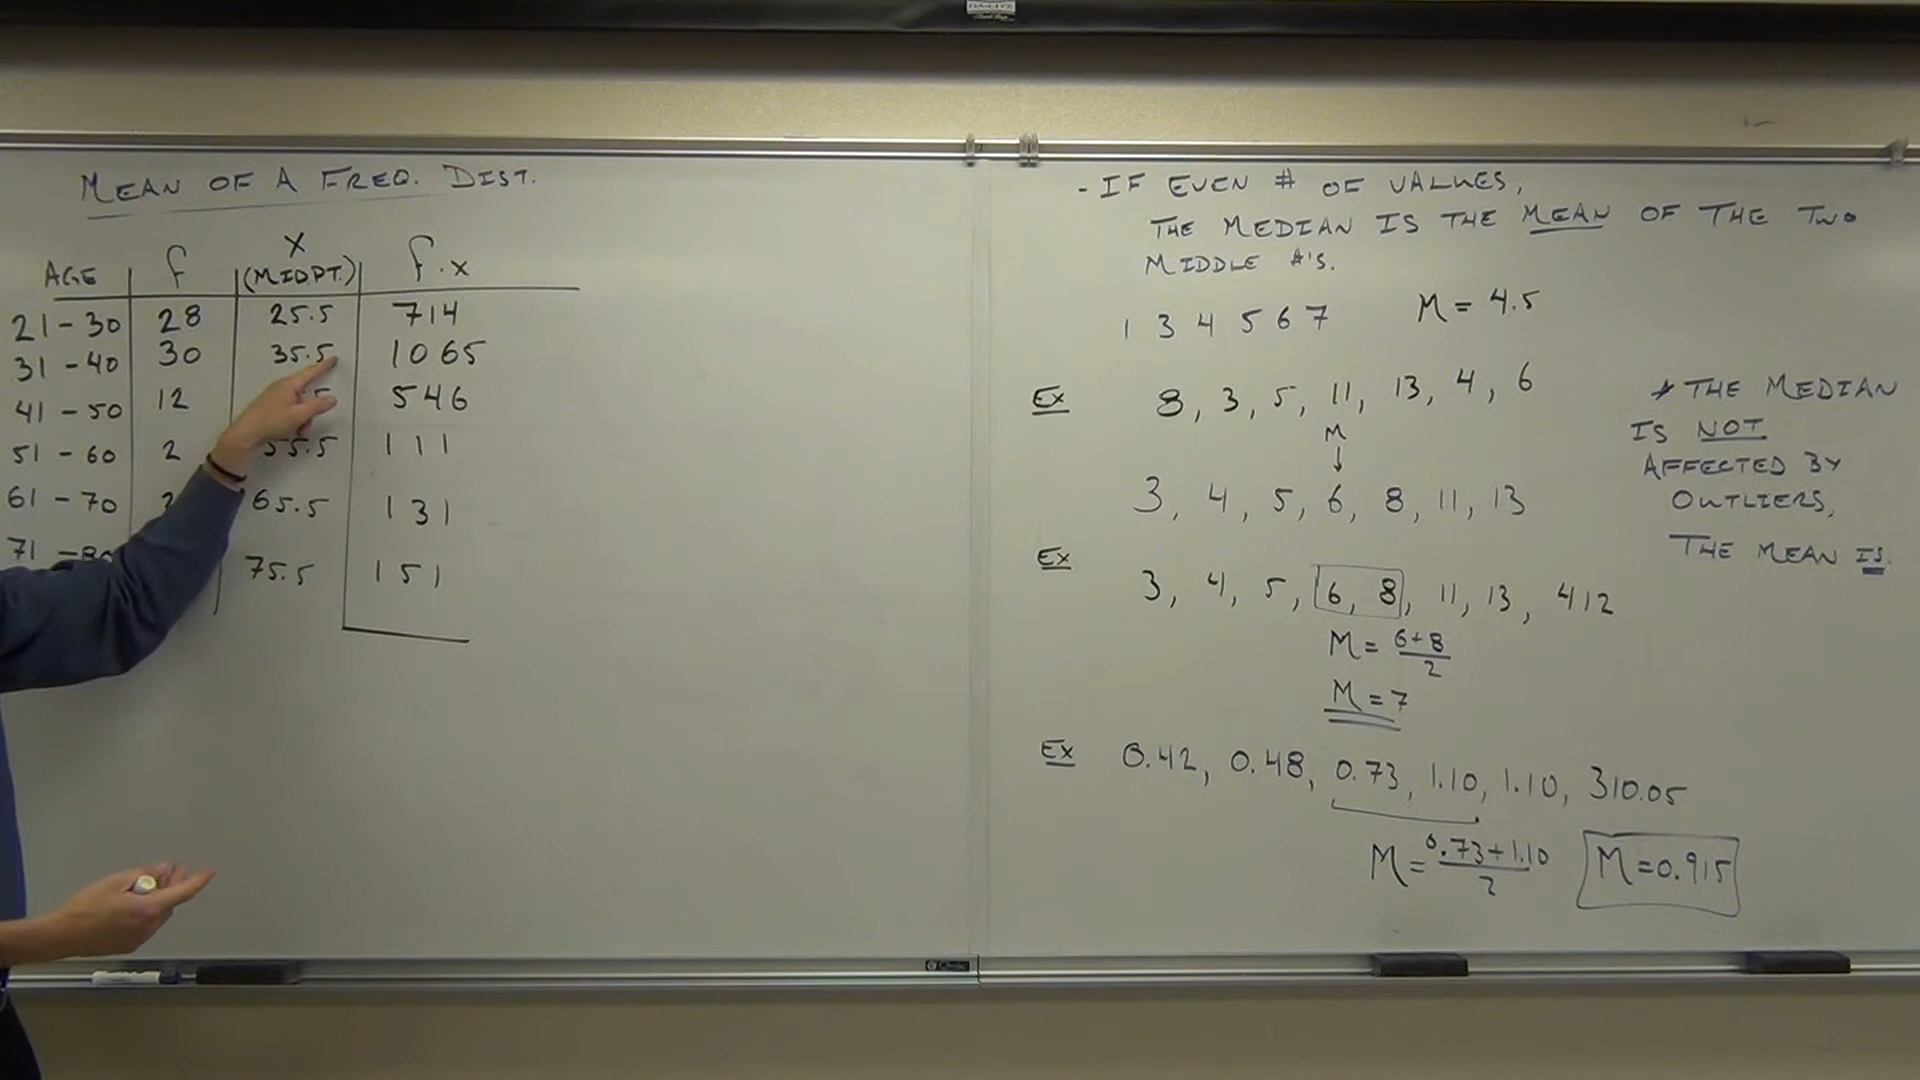 MEAN OF A FREQ. DIST.
AGE f X (MIDPT.) f · x
21 - 30 28 25.5 714
31 - 40 30 35.5 1065
41 - 50 12 546
51 - 60 2 55.5 111
61 - 70 65.5 131
71 - 80 75.5 151
- IF EVEN # OF VALUES,
THE MEDIAN IS THE MEAN OF THE TWO
MIDDLE #'S.
1 3 4 5 6 7 M = 4.5
Ex 8, 3, 5, 11, 13, 4, 6
M
↓
3, 4, 5, 6, 8, 11, 13
Ex
3, 4, 5, 6, 8, 11, 13, 412
M = 6+8/2
M = 7
Ex 0.42, 0.48, 0.73, 1.10, 1.10, 310.05
M = 0.73+1.10/2 M=0.915
* THE MEDIAN
IS NOT
AFFECTED BY
OUTLIERS,
THE MEAN IS.